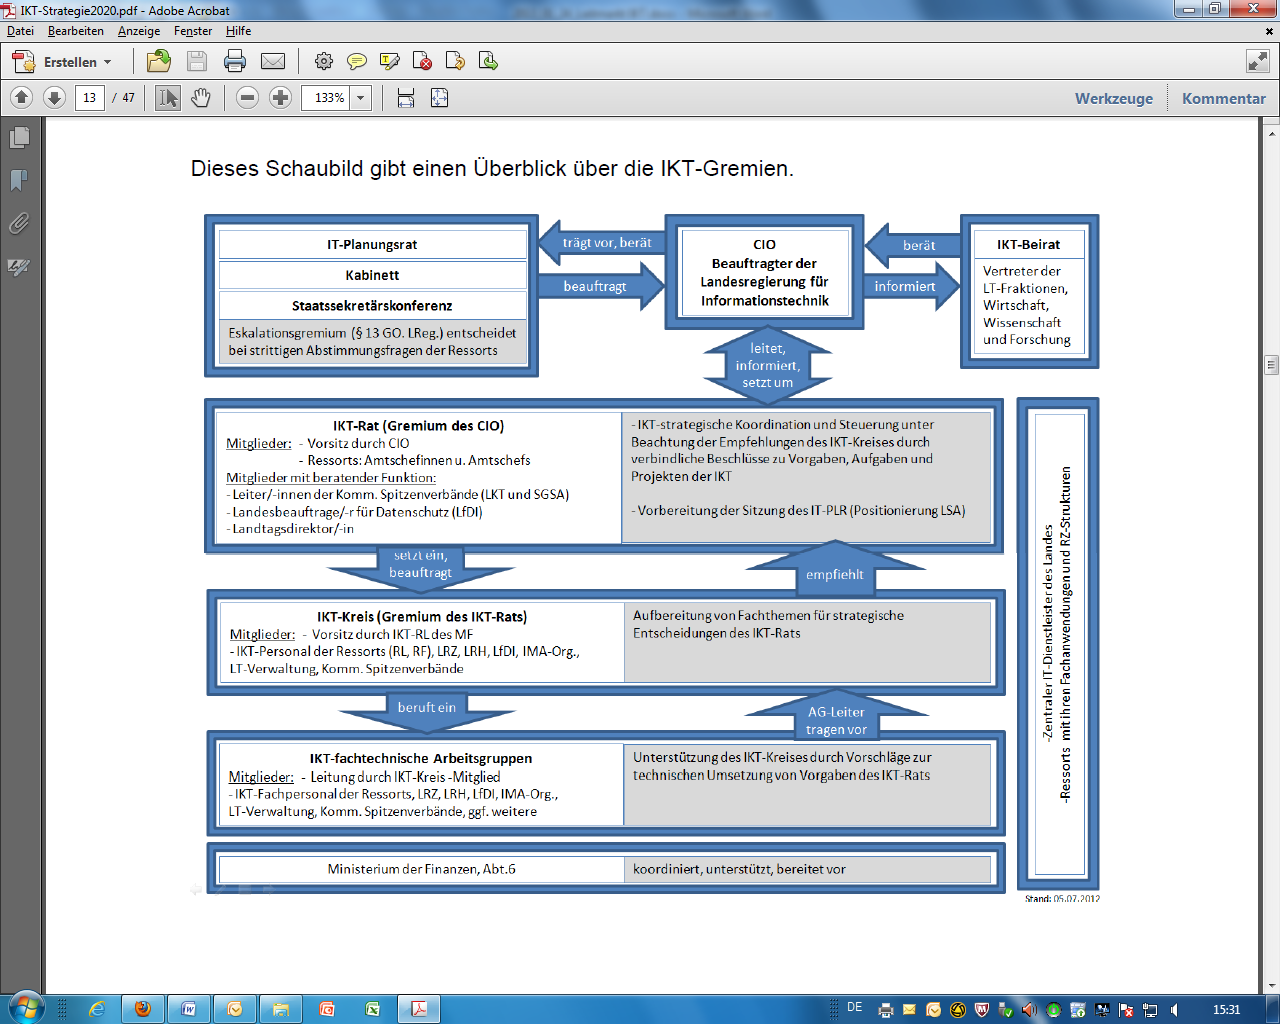 IKT-Strategie2020.pdf - Adobe Acrobat
Datei Bearbeiten Anzeige Fenster Hilfe
Erstellen
13 / 47
133%
Werkzeuge Kommentar
Dieses Schaubild gibt einen Überblick über die IKT-Gremien.
IT-Planungsrat
Kabinett
Staatssekretärskonferenz
Eskalationsgremium (§ 13 GO. LReg.) entscheidet
bei strittigen Abstimmungsfragen der Ressorts
trägt vor, berät
beauftragt
CIO
Beauftragter der
Landesregierung für
Informationstechnik
berät
informiert
IKT-Beirat
Vertreter der
LT-Fraktionen,
Wirtschaft,
Wissenschaft
und Forschung
leitet,
informiert,
setzt um
IKT-Rat (Gremium des CIO)
Mitglieder: - Vorsitz durch CIO
- Ressorts: Amtschefinnen u. Amtschefs
Mitglieder mit beratender Funktion:
- Leiter/-innen der Komm. Spitzenverbände (LKT und SGSA)
- Landesbeauftrage/-r für Datenschutz (LfDI)
- Landtagsdirektor/-in
- IKT-strategische Koordination und Steuerung unter
Beachtung der Empfehlungen des IKT-Kreises durch
verbindliche Beschlüsse zu Vorgaben, Aufgaben und
Projekten der IKT
- Vorbereitung der Sitzung des IT-PLR (Positionierung LSA)
setzt ein,
beauftragt
empfiehlt
IKT-Kreis (Gremium des IKT-Rats)
Mitglieder: - Vorsitz durch IKT-RL des MF
- IKT-Personal der Ressorts (RL, RF), LRZ, LRH, LfDI, IMA-Org.,
LT-Verwaltung, Komm. Spitzenverbände
Aufbereitung von Fachthemen für strategische
Entscheidungen des IKT-Rats
beruft ein
AG-Leiter
tragen vor
IKT-fachtechnische Arbeitsgruppen
Mitglieder: - Leitung durch IKT-Kreis -Mitglied
- IKT-Fachpersonal der Ressorts, LRZ, LRH, LfDI, IMA-Org.,
LT-Verwaltung, Komm. Spitzenverbände, ggf. weitere
Unterstützung des IKT-Kreises durch Vorschläge zur
technischen Umsetzung von Vorgaben des IKT-Rats
Ministerium der Finanzen, Abt.6
koordiniert, unterstützt, bereitet vor
-Zentraler IT-Dienstleister des Landes
-Ressorts mit ihren Fachanwendungen und RZ-Strukturen
Stand: 05.07.2012
DE
15:31